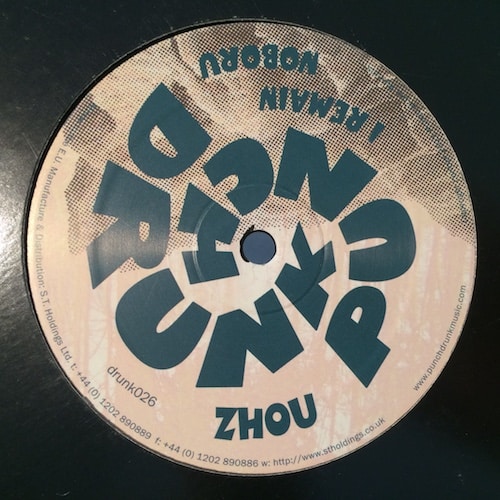 PUNCH
DRUNK
I REMAIN
NOBORU
ZHOU
drunk026
www.punchdrunkmusic.com
E.U. Manufacture & Distribution: S.T. Holdings Ltd. t: +44 (0) 1202 890889 f: +44 (0) 1202 890886 w: http://www.stholdings.co.uk